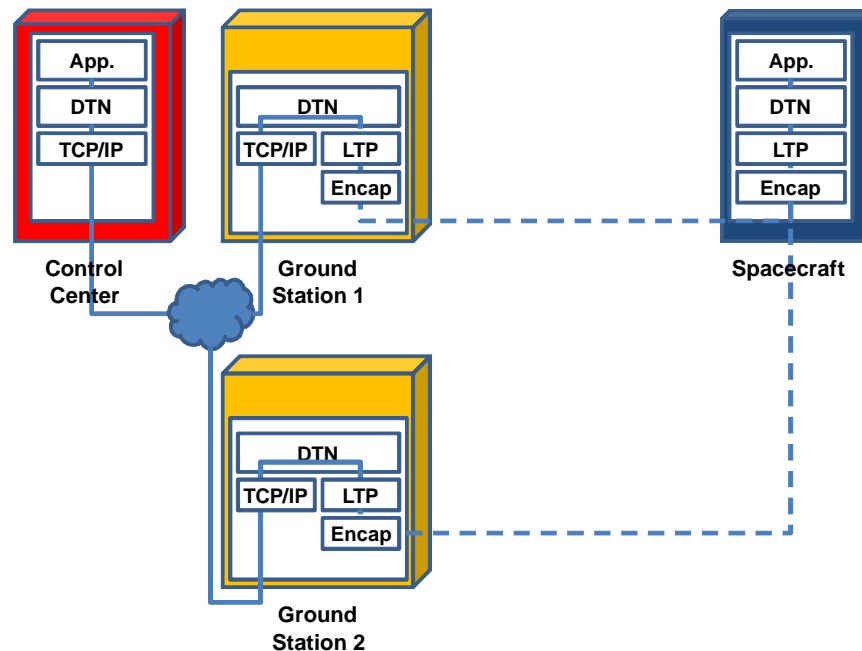 App.
DTN
TCP/IP
Control
Center
DTN
TCP/IP
LTP
Encap
Ground
Station 1
App.
DTN
LTP
Encap
Spacecraft
DTN
TCP/IP
LTP
Encap
Ground
Station 2